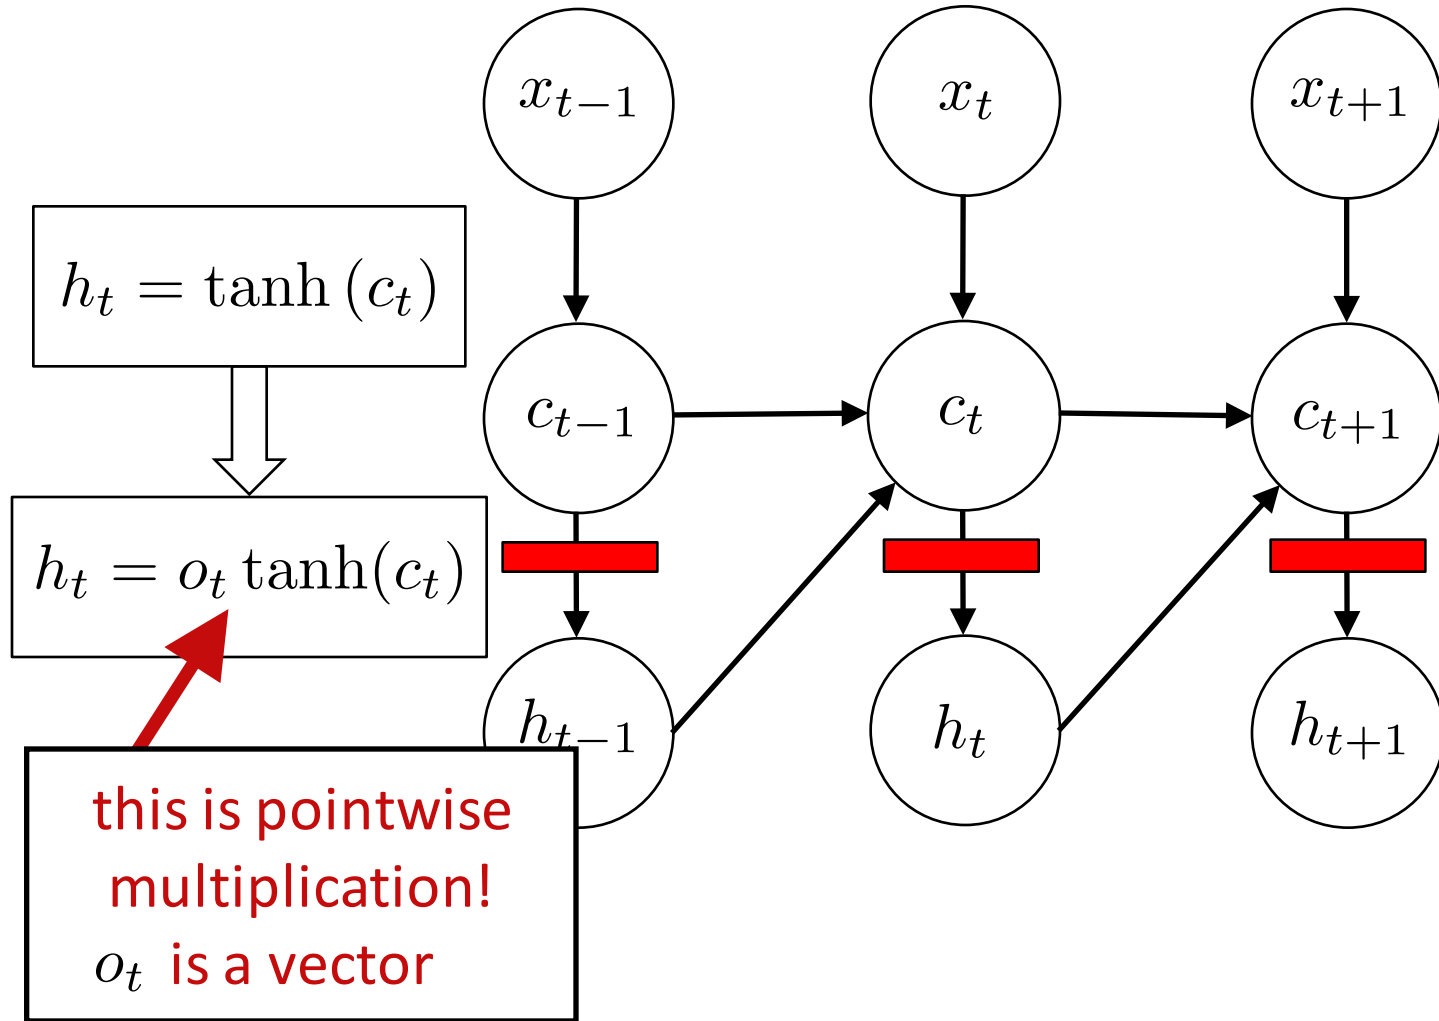 x_{t-1} x_t x_{t+1}
h_t = tanh (c_t)
c_{t-1} c_t c_{t+1}
h_t = o_t tanh(c_t)
h_{t-1} h_t h_{t+1}
this is pointwise
multiplication!
o_t is a vector